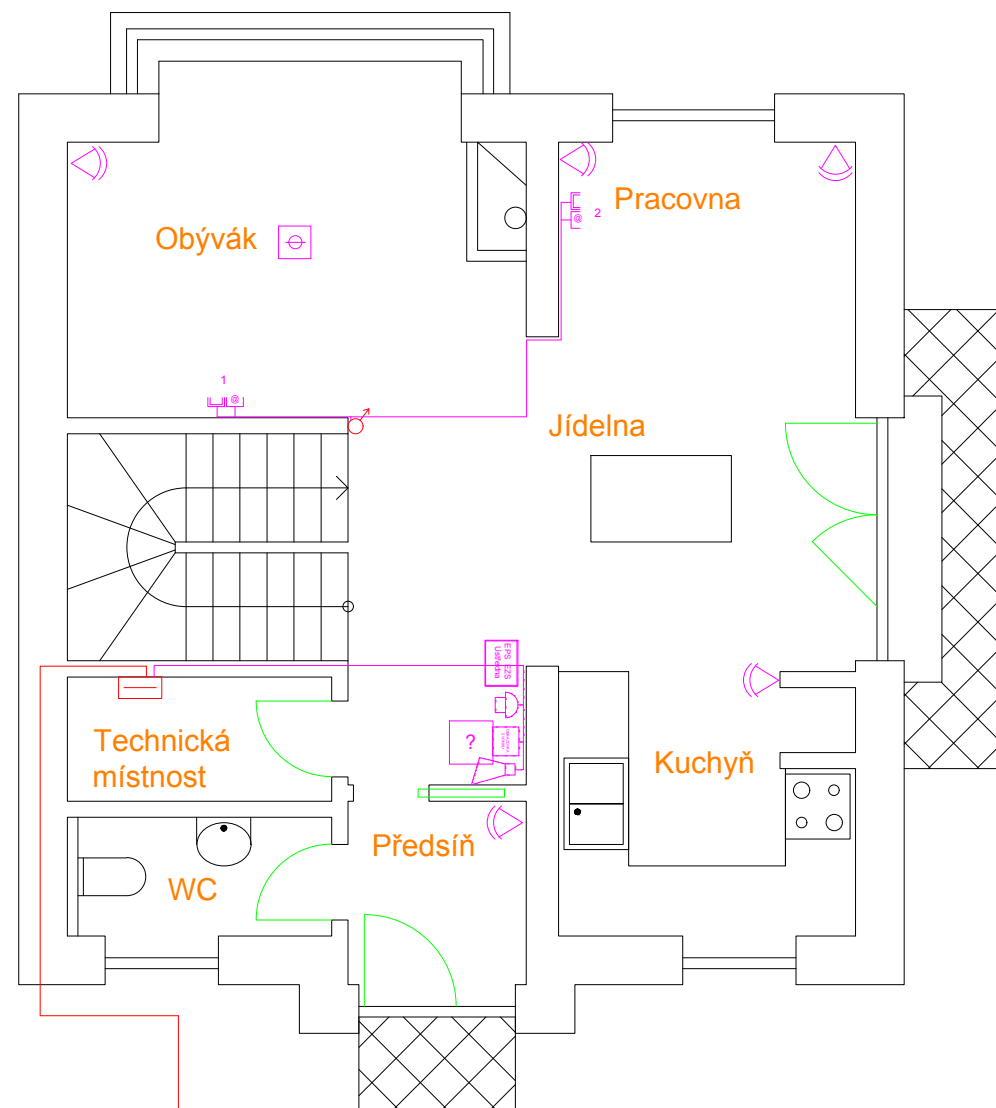 Pracovna
@
2
Obývák
1
@
Jídelna
EPS EZS
Ústředna
?
Technická
místnost
Kuchyň
Předsíň
WC